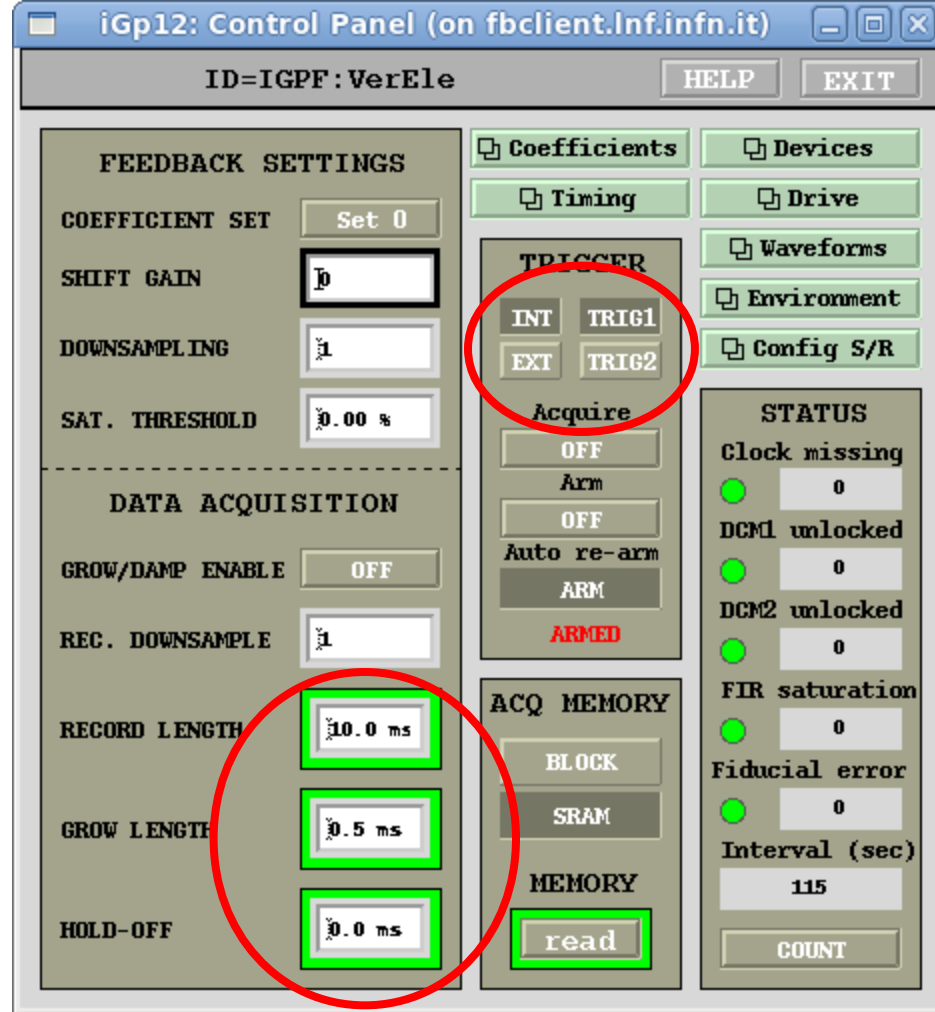 iGp12: Control Panel (on fbclient.lnf.infn.it)
ID=IGPF:VerEle
HELP
EXIT
FEEDBACK SETTINGS
COEFFICIENT SET
Set 0
SHIFT GAIN
0
DOWNSAMPLING
1
SAT. THRESHOLD
0.00 %
DATA ACQUISITION
GROW/DAMP ENABLE
OFF
REC. DOWNSAMPLE
1
RECORD LENGTH
10.0 ms
GROW LENGTH
0.5 ms
HOLD-OFF
0.0 ms
Coefficients
Timing
TRIGGER
INT
TRIG1
EXT
TRIG2
Acquire
OFF
Arm
OFF
Auto re-arm
ARM
ARMED
ACQ MEMORY
BLOCK
SRAM
MEMORY
read
Devices
Drive
Waveforms
Environment
Config S/R
STATUS
Clock missing
0
DCM1 unlocked
0
DCM2 unlocked
0
FIR saturation
0
Fiducial error
0
Interval (sec)
115
COUNT